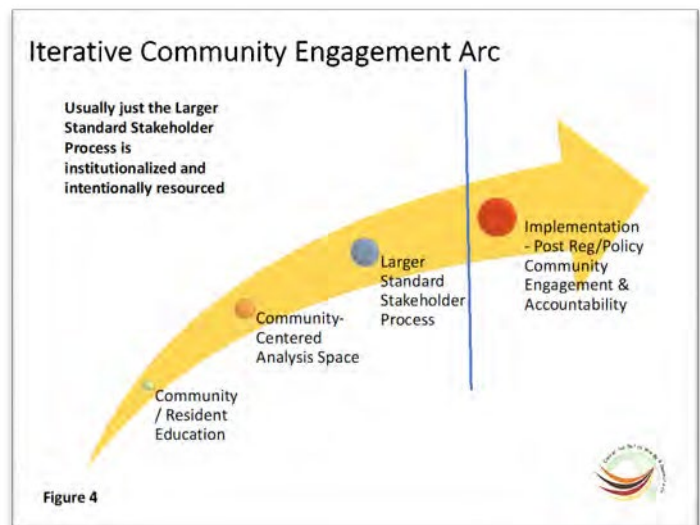 Iterative Community Engagement Arc
Usually just the Larger
Standard Stakeholder
Process is
institutionalized and
intentionally resourced
Community
/ Resident
Education
Community-
Centered
Analysis Space
Larger
Standard
Stakeholder
Process
Implementation
- Post Reg/Policy
Community
Engagement &
Accountability
Figure 4